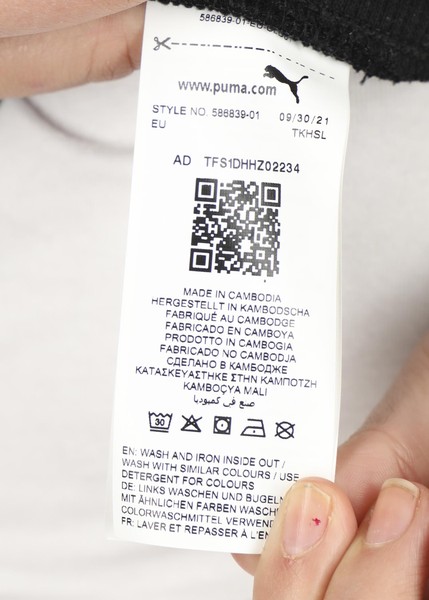 586839-01
www.puma.com
STYLE NO. 586839-01 09/30/21
EU TKHSL
AD TFS1DHHZ02234
MADE IN CAMBODIA
HERGESTELLT IN KAMBODSCHA
FABRIQUÉ AU CAMBODGE
FABRICADO EN CAMBOYA
PRODOTTO IN CAMBOGIA
FABRICADO NO CAMBODJA
СДЕЛАНО В КАМБОДЖЕ
ΚΑΤΑΣΚΕΥΑΣΤΗΚΕ ΣΤΗΝ ΚΑΜΠΟΤΖΗ
KAMBOÇYA MALI
صنع في كمبوديا
30
EN: WASH AND IRON INSIDE OUT /
WASH WITH SIMILAR COLOURS / USE
DETERGENT FOR COLOURS
DE: LINKS WASCHEN UND BÜGELN
MIT ÄHNLICHEN FARBEN
COLORWASCHMITTEL
FR: LAVER ET REPASSER À